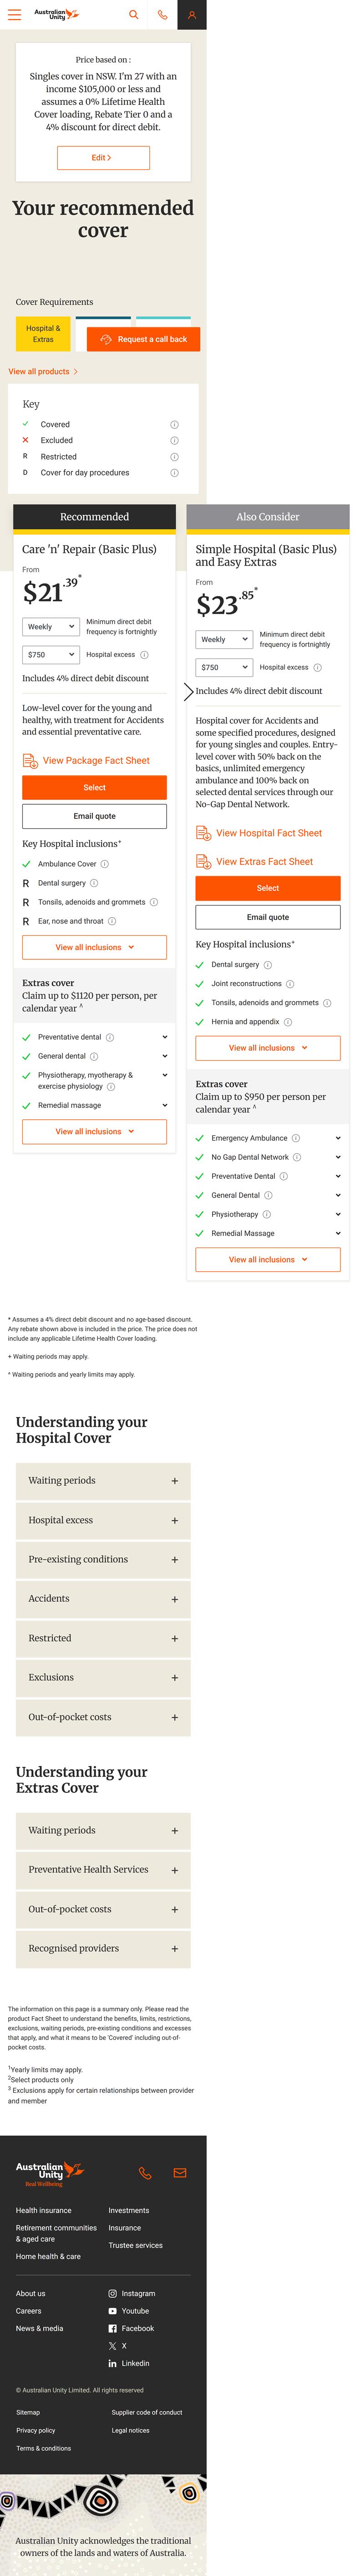 Australian
Unity
Price based on :
Singles cover in NSW. I'm 27 with an
income $105,000 or less and
assumes a 0% Lifetime Health
Cover loading, Rebate Tier 0 and a
4% discount for direct debit.
Edit
Your recommended
cover
Cover Requirements
Hospital &
Extras
Request a call back
View all products
Key
Covered
Excluded
R Restricted
D Cover for day procedures
Recommended
Care 'n' Repair (Basic Plus)
From
$21.39*
Weekly
Minimum direct debit
frequency is fortnightly
$750
Hospital excess
Includes 4% direct debit discount
Low-level cover for the young and
healthy, with treatment for Accidents
and essential preventative care.
View Package Fact Sheet
Select
Email quote
Key Hospital inclusions+
Ambulance Cover
R Dental surgery
R Tonsils, adenoids and grommets
R Ear, nose and throat
View all inclusions
Extras cover
Claim up to $1120 per person, per
calendar year ^
Preventative dental
General dental
Physiotherapy, myotherapy &
exercise physiology
Remedial massage
View all inclusions
Also Consider
Simple Hospital (Basic Plus)
and Easy Extras
From
$23.85*
Weekly
Minimum direct debit
frequency is fortnightly
$750
Hospital excess
Includes 4% direct debit discount
Hospital cover for Accidents and
some specified services, designed
for young singles and couples. Entry-
level cover with 50% back on the
basics, unlimited emergency
ambulance and 100% back on
selected dental services through our
No-Gap Dental Network.
View Hospital Fact Sheet
View Extras Fact Sheet
Select
Email quote
Key Hospital inclusions+
Dental surgery
Joint reconstructions
Tonsils, adenoids and grommets
Hernia and appendix
View all inclusions
Extras cover
Claim up to $950 per person per
calendar year ^
Emergency Ambulance
No Gap Dental Network
Preventative Dental
General Dental
Physiotherapy
Remedial Massage
View all inclusions
* Assumes a 4% direct debit discount and no age-based discount.
Any rebate shown above is included in the price. The price does not
include any applicable Lifetime Health Cover loading.
+ Waiting periods may apply.
^ Waiting periods and yearly limits may apply.
Understanding your
Hospital Cover
Waiting periods +
Hospital excess +
Pre-existing conditions +
Accidents +
Restricted +
Exclusions +
Out-of-pocket costs +
Understanding your
Extras Cover
Waiting periods +
Preventative Health Services +
Out-of-pocket costs +
Recognised providers +
The information on this page is a summary only. Please read the
product Fact Sheet to understand the benefits, limits, restrictions,
exclusions, waiting periods, pre-existing conditions and excesses
that apply, and what it means to be 'Covered' including out-of-
pocket costs.
1Yearly limits may apply.
2Select products only
3 Exclusions apply for certain relationships between provider
and member
Australian
Unity
Real Wellbeing
Health insurance
Retirement communities
& aged care
Home health & care
Investments
Insurance
Trustee services
About us
Careers
News & media
Instagram
Youtube
Facebook
X
Linkedin
© Australian Unity Limited. All rights reserved
Sitemap
Supplier code of conduct
Privacy policy
Legal notices
Terms & conditions
Australian Unity acknowledges the traditional
owners of the lands and waters of Australia.